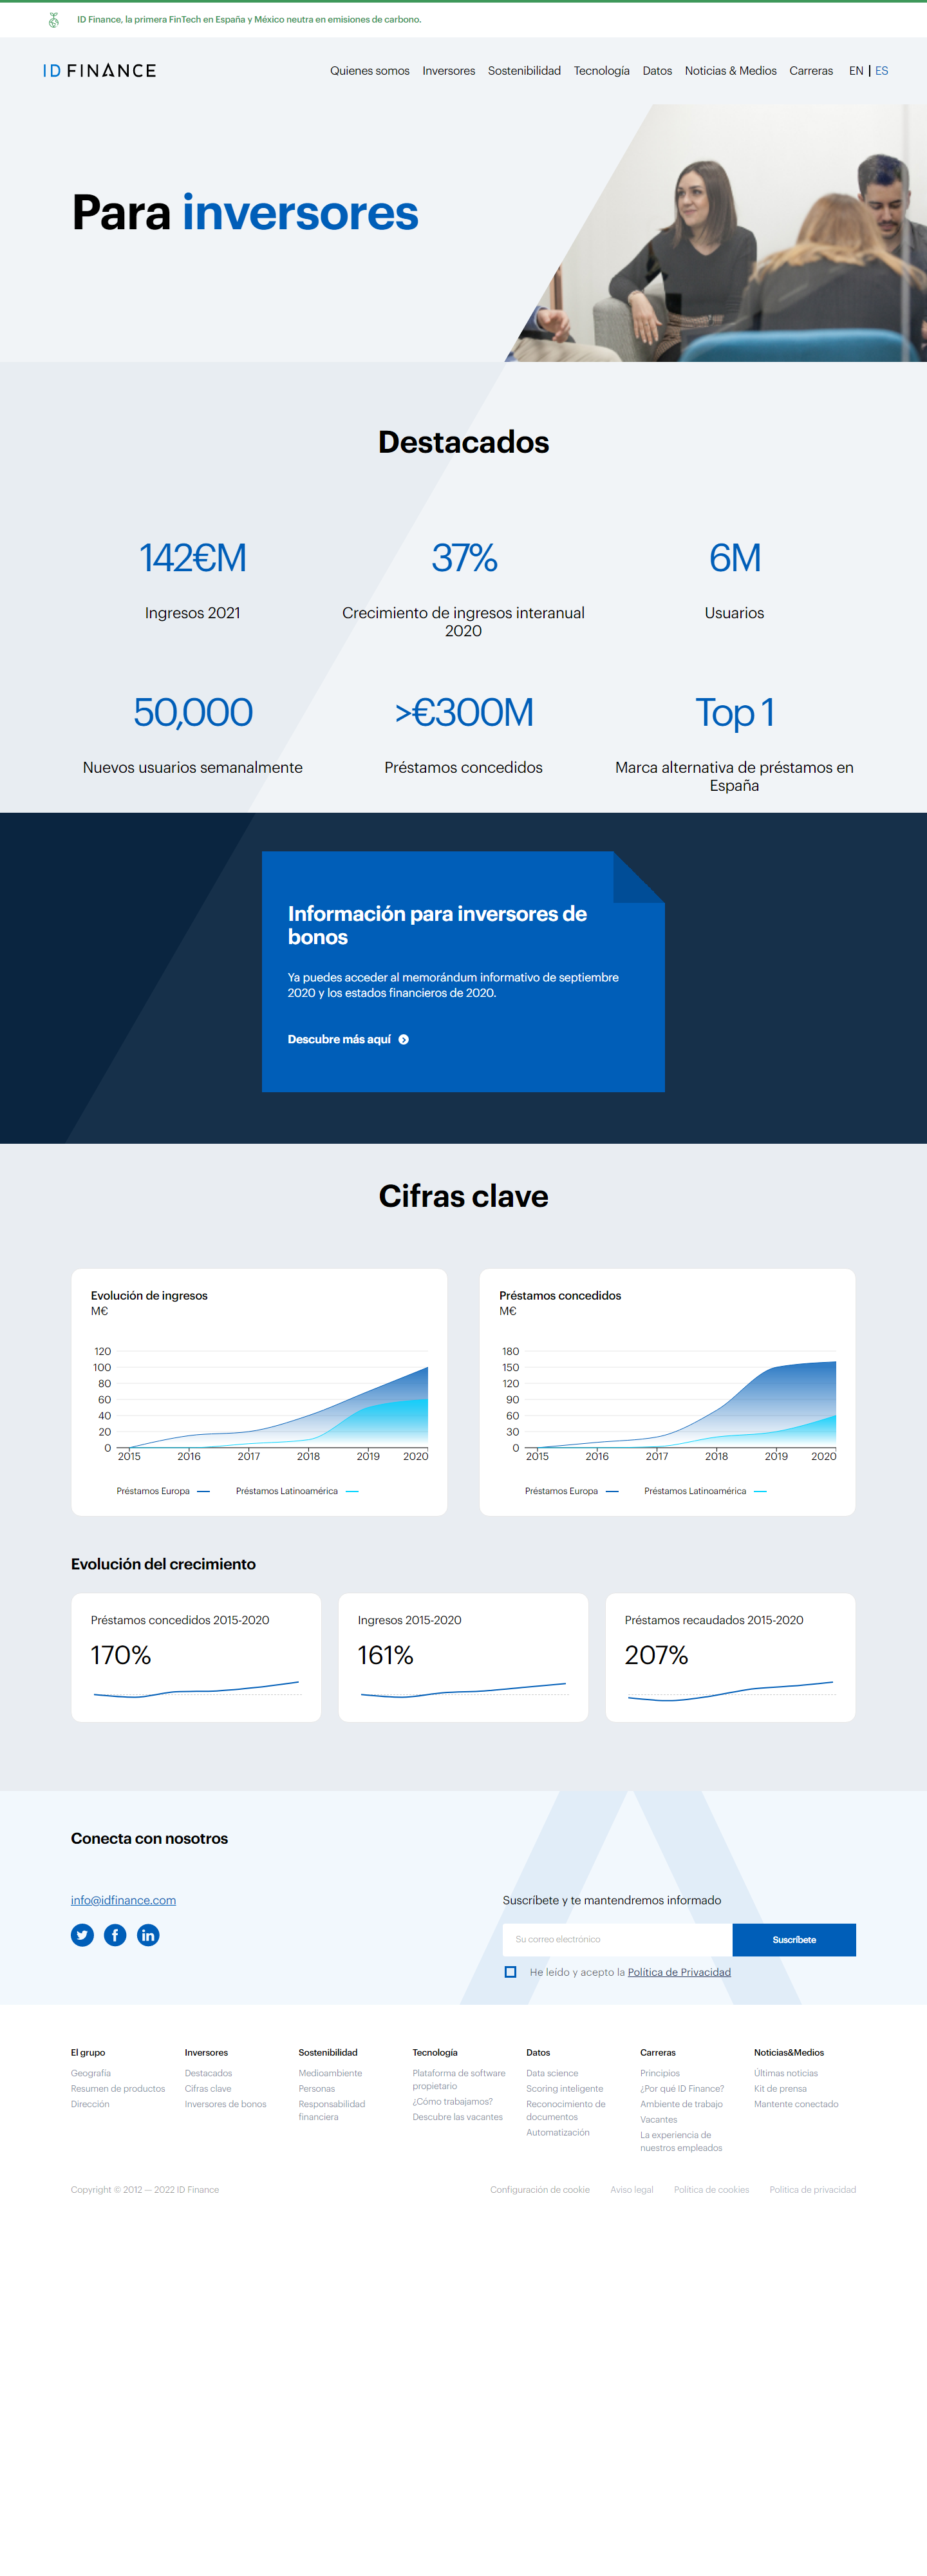 ID Finance, la primera FinTech en España y México neutra en emisiones de carbono.
ID FINANCE
Quienes somos Inversores Sostenibilidad Tecnología Datos Noticias & Medios Carreras EN | ES
Para inversores
Destacados
142€M 37% 6M
Ingresos 2021 Crecimiento de ingresos interanual Usuarios
2020
50,000 >€300M Top 1
Nuevos usuarios semanalmente Préstamos concedidos Marca alternativa de préstamos en
España
Información para inversores de
bonos
Ya puedes acceder al memorándum informativo de septiembre
2020 y los estados financieros de 2020.
Descubre más aquí
Cifras clave
Evolución de ingresos
M€
120
100
80
60
40
20
0
2015 2016 2017 2018 2019 2020
Préstamos Europa Préstamos Latinoamérica
Préstamos concedidos
M€
180
150
120
90
60
30
0
2015 2016 2017 2018 2019 2020
Préstamos Europa Préstamos Latinoamérica
Evolución del crecimiento
Préstamos concedidos 2015-2020
170%
Ingresos 2015-2020
161%
Préstamos recaudados 2015-2020
207%
Conecta con nosotros
info@idfinance.com
Suscríbete y te mantendremos informado
Su correo electrónico Suscríbete
He leído y acepto la Política de Privacidad
El grupo
Geografía
Resumen de productos
Dirección
Inversores
Destacados
Cifras clave
Inversores de bonos
Sostenibilidad
Medioambiente
Personas
Responsabilidad
financiera
Tecnología
Plataforma de software
propietario
¿Cómo trabajamos?
Descubre las vacantes
Datos
Data science
Scoring inteligente
Reconocimiento de
documentos
Automatización
Carreras
Principios
¿Por qué ID Finance?
Ambiente de trabajo
Vacantes
La experiencia de
nuestros empleados
Noticias&Medios
Últimas noticias
Kit de prensa
Mantente conectado
Copyright © 2012 — 2022 ID Finance
Configuración de cookie Aviso legal Política de cookies Politica de privacidad